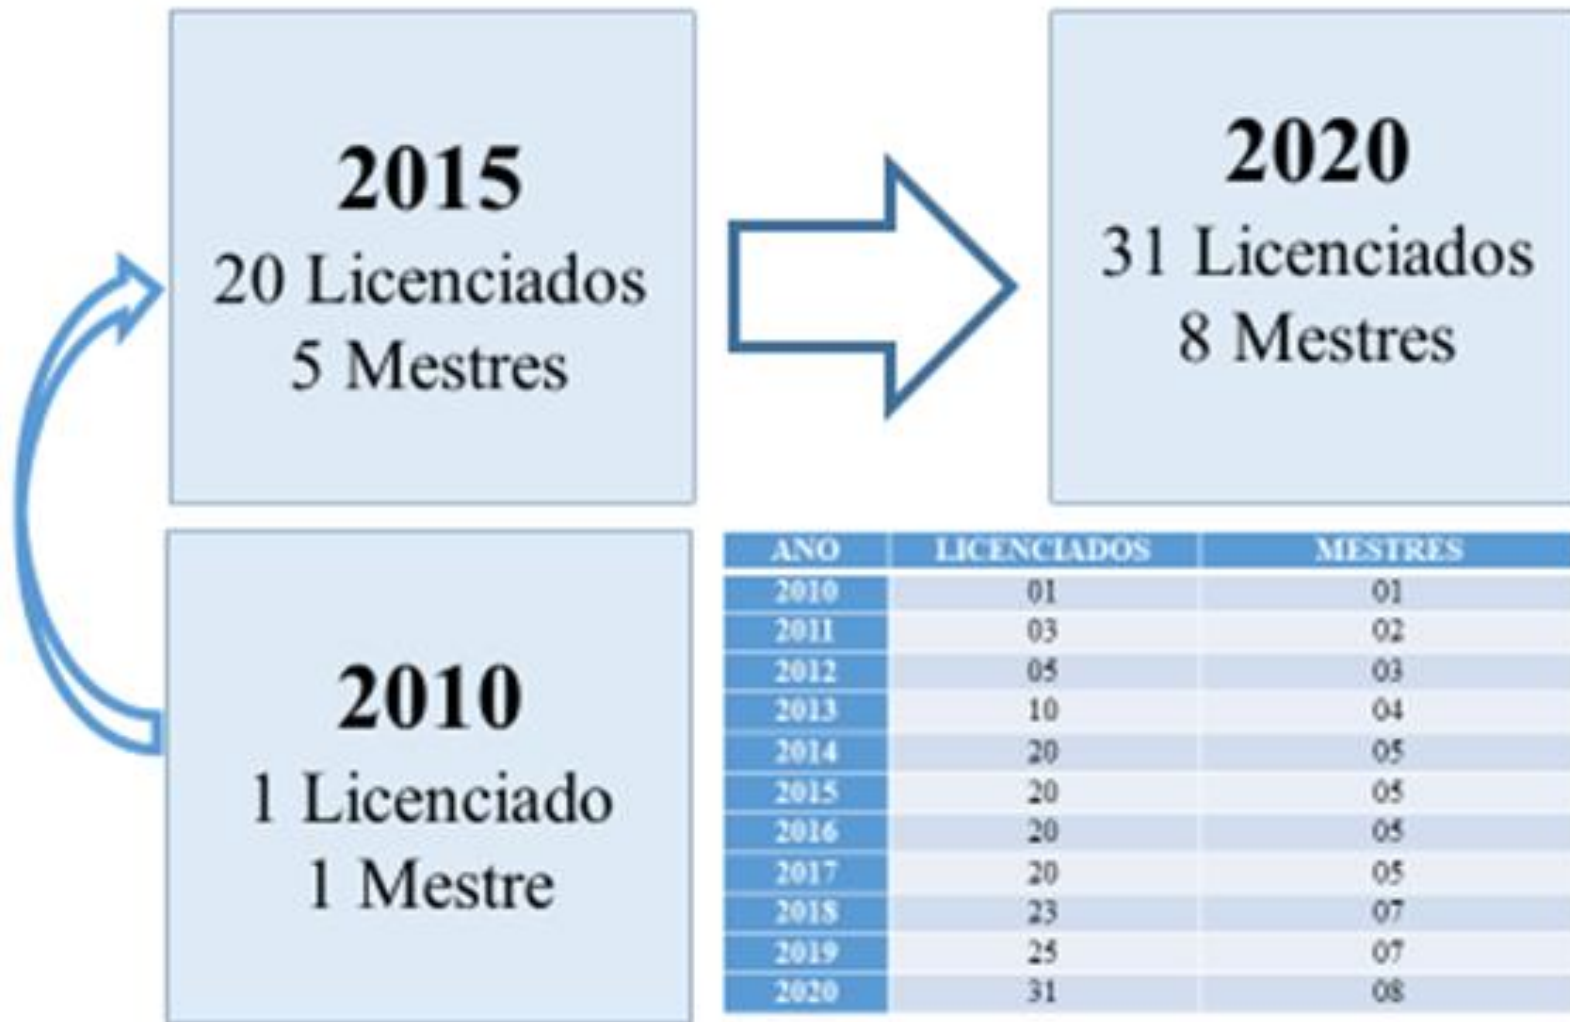 2015
20 Licenciados
5 Mestres
2020
31 Licenciados
8 Mestres
2010
1 Licenciado
1 Mestre
ANO LICENCIADOS MESTRES
2010 01 01
2011 03 02
2012 05 03
2013 10 04
2014 20 05
2015 20 05
2016 20 05
2017 20 05
2018 23 07
2019 25 07
2020 31 08